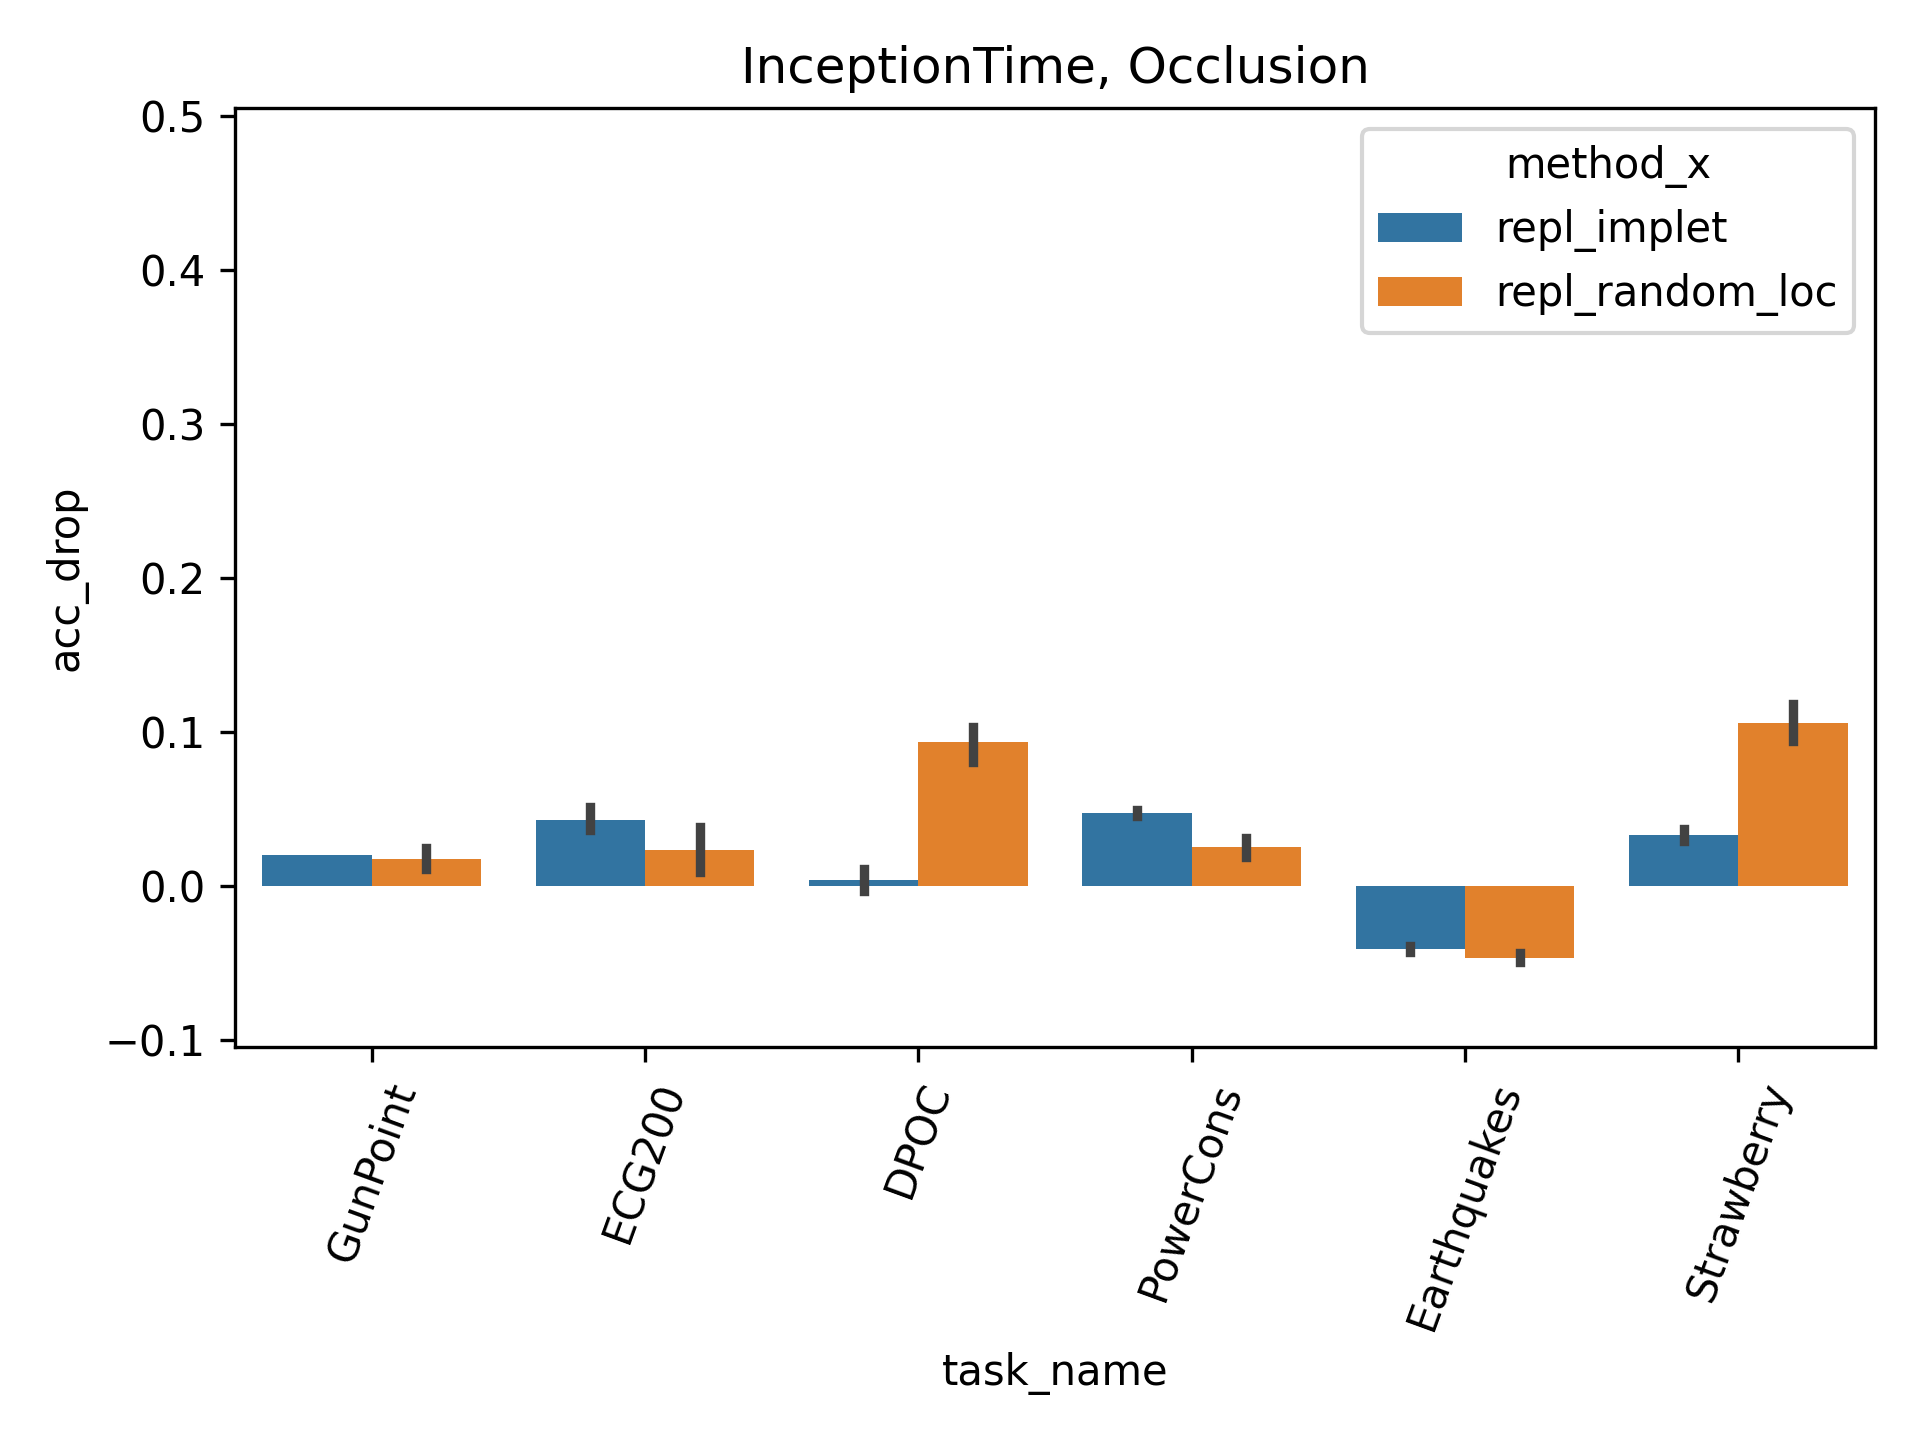 InceptionTime, Occlusion
method_x
repl_implet
repl_random_loc
acc_drop
0.5
0.4
0.3
0.2
0.1
0.0
−0.1
GunPoint
ECG200
DPOC
PowerCons
Earthquakes
Strawberry
task_name